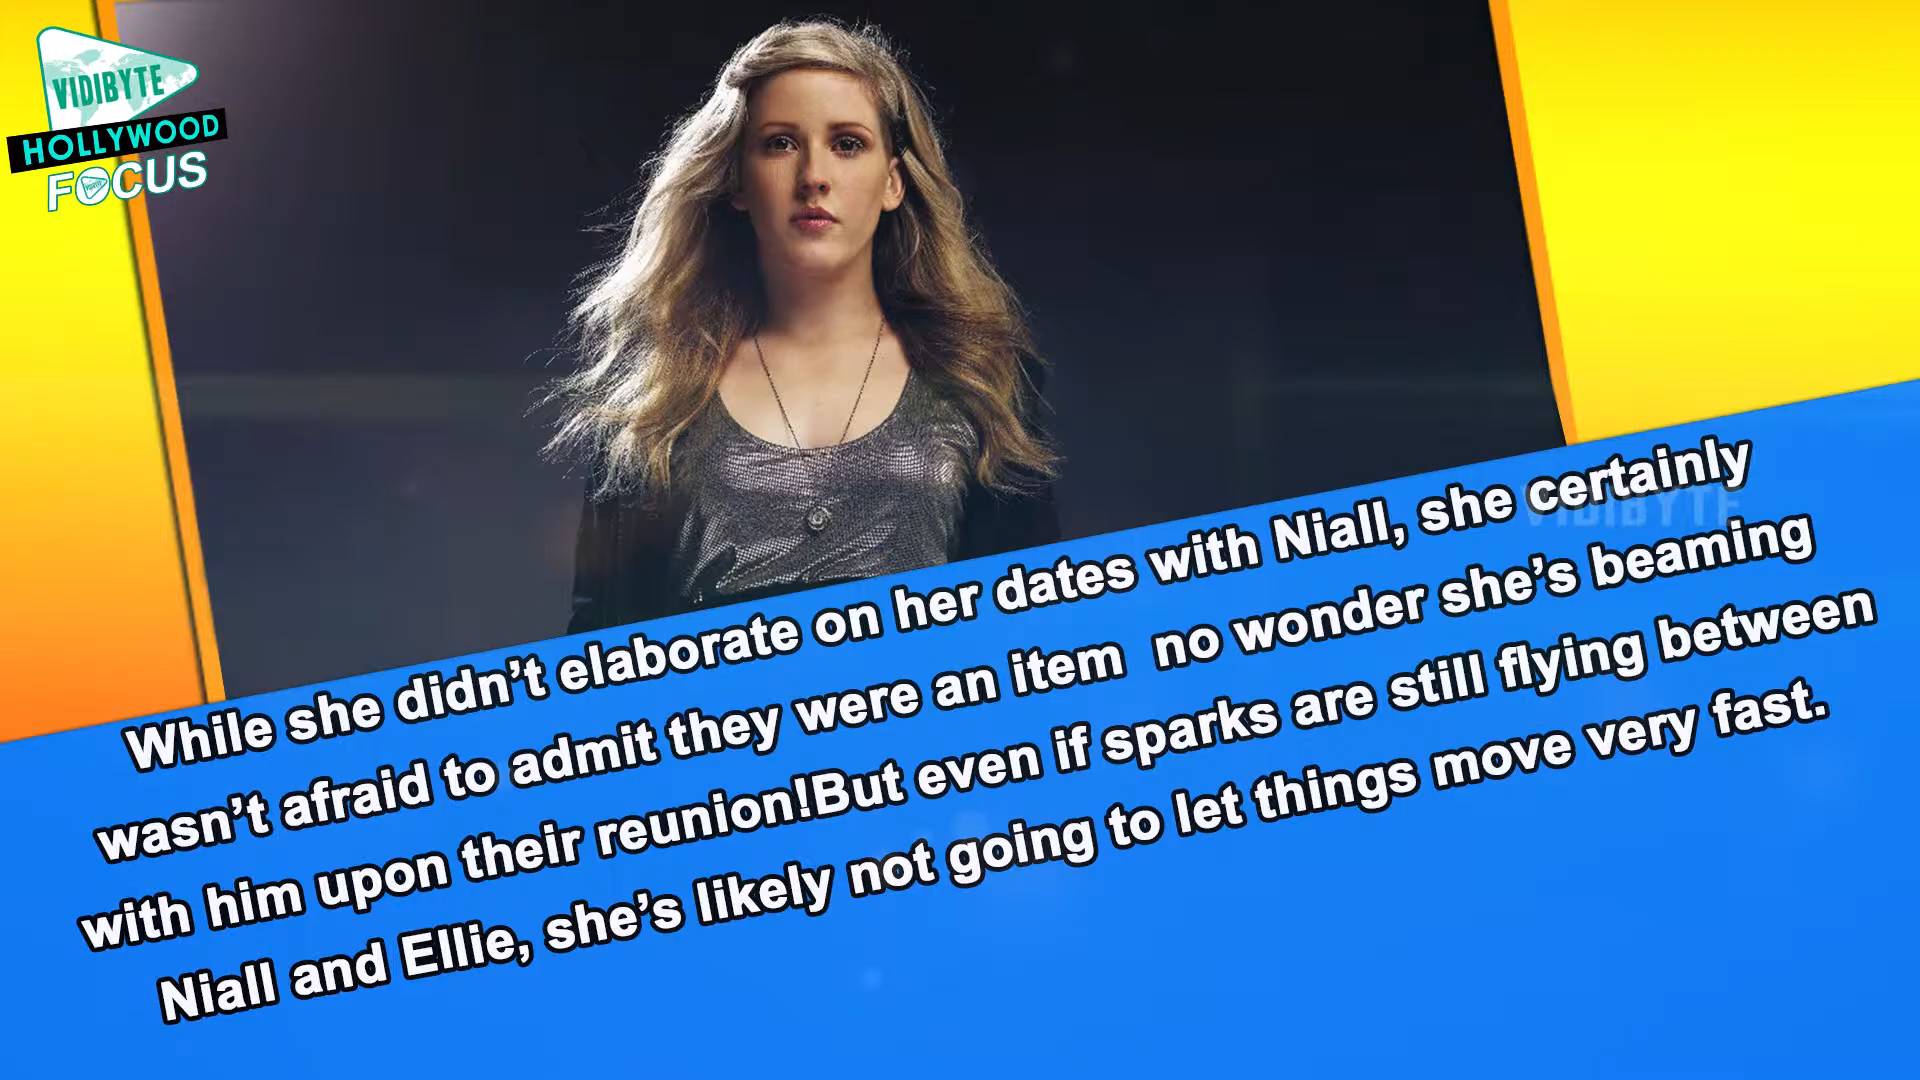 VIDIBYTE
HOLLYWOOD
FOCUS
VIDIBYTE
While she didn’t elaborate on her dates with Niall, she certainly
wasn’t afraid to admit they were an item  no wonder she’s beaming
with him upon their reunion!But even if sparks are still flying between
Niall and Ellie, she’s likely not going to let things move very fast.